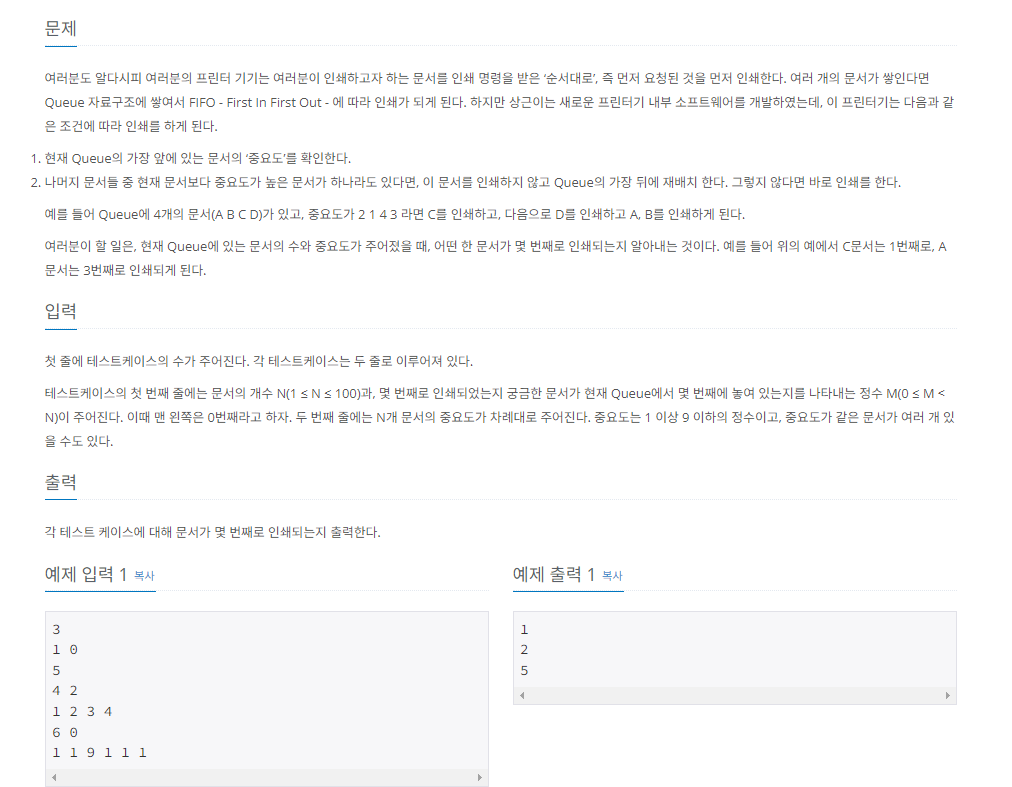 문제
여러분도 알다시피 여러분의 프린터 기기는 여러분이 인쇄하고자 하는 문서를 인쇄 명령을 받은 ‘순서대로’, 즉 먼저 요청된 것을 먼저 인쇄한다. 여러 개의 문서가 쌓인다면
Queue 자료구조에 쌓여서 FIFO - First In First Out - 에 따라 인쇄가 되게 된다. 하지만 상근이는 새로운 프린터기 내부 소프트웨어를 개발하였는데, 이 프린터기는 다음과 같
은 조건에 따라 인쇄를 하게 된다.
1. 현재 Queue의 가장 앞에 있는 문서의 ‘중요도’를 확인한다.
2. 나머지 문서들 중 현재 문서보다 중요도가 높은 문서가 하나라도 있다면, 이 문서를 인쇄하지 않고 Queue의 가장 뒤에 재배치 한다. 그렇지 않다면 바로 인쇄를 한다.
예를 들어 Queue에 4개의 문서(A B C D)가 있고, 중요도가 2 1 4 3 라면 C를 인쇄하고, 다음으로 D를 인쇄하고 A, B를 인쇄하게 된다.
여러분이 할 일은, 현재 Queue에 있는 문서의 수와 중요도가 주어졌을 때, 어떤 한 문서가 몇 번째로 인쇄되는지 알아내는 것이다. 예를 들어 위의 예에서 C문서는 1번째로, A
문서는 3번째로 인쇄되게 된다.
입력
첫 줄에 테스트케이스의 수가 주어진다. 각 테스트케이스는 두 줄로 이루어져 있다.
테스트케이스의 첫 번째 줄에는 문서의 개수 N(1 ≤ N ≤ 100)과, 몇 번째로 인쇄되었는지 궁금한 문서가 현재 Queue에서 몇 번째에 놓여 있는지를 나타내는 정수 M(0 ≤ M <
N)이 주어진다. 이때 맨 왼쪽은 0번째라고 하자. 두 번째 줄에는 N개 문서의 중요도가 차례대로 주어진다. 중요도는 1 이상 9 이하의 정수이고, 중요도가 같은 문서가 여러 개 있
을 수도 있다.
출력
각 테스트 케이스에 대해 문서가 몇 번째로 인쇄되는지 출력한다.
예제 입력 1 복사
3
1 0
5
4 2
1 2 3 4
6 0
1 1 9 1 1 1
예제 출력 1 복사
1
2
5